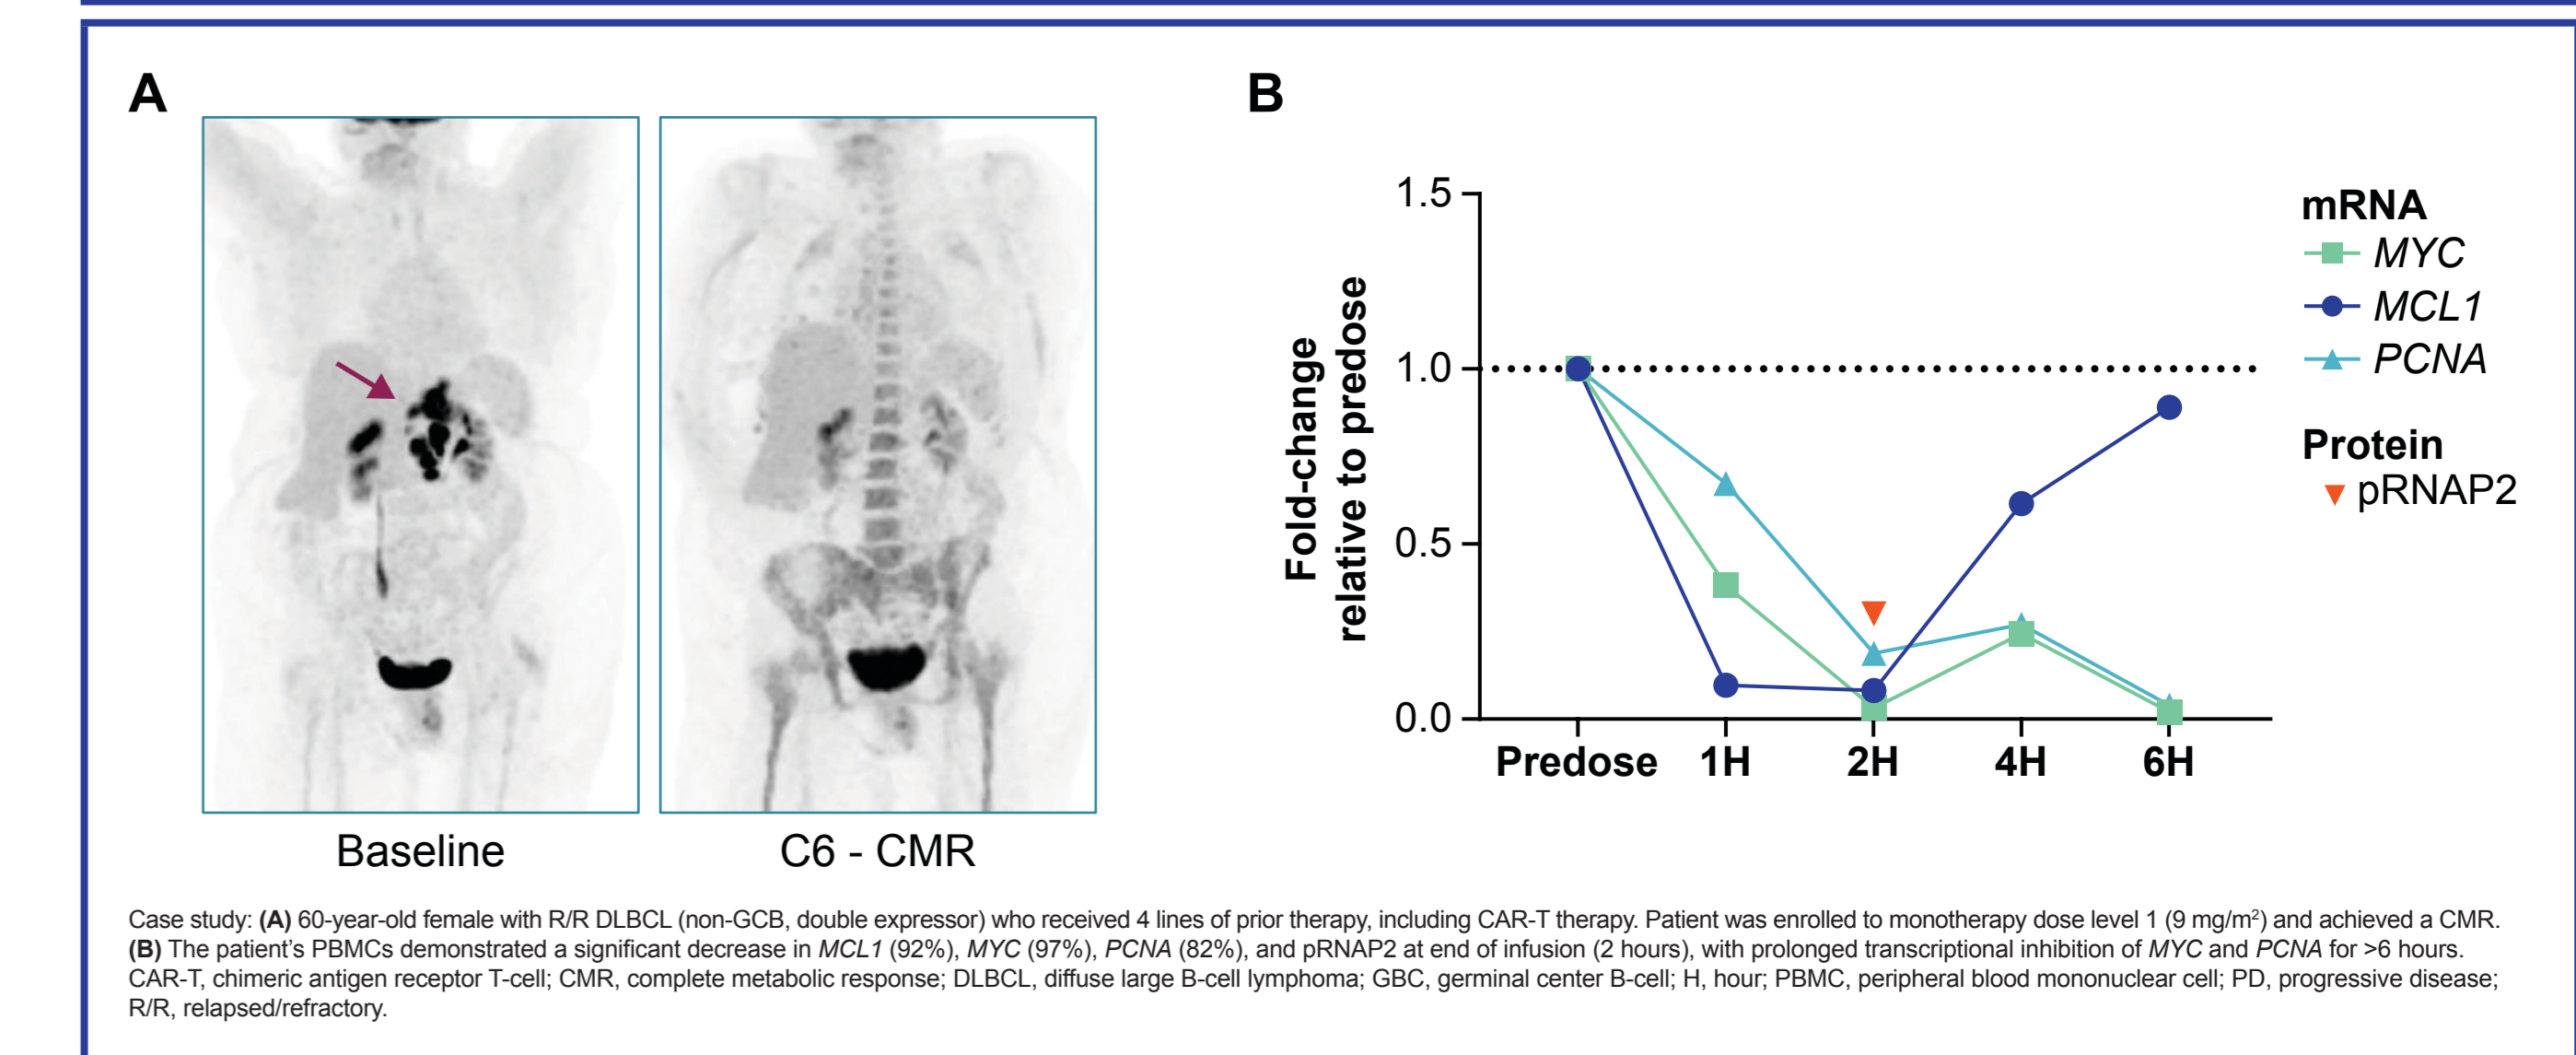 A
B
Baseline
C6 - CMR
Fold-change
relative to predose
1.5
1.0
0.5
0.0
Predose 1H 2H 4H 6H
mRNA
MYC
MCL1
PCNA
Protein
pRNAP2
Case study: (A) 60-year-old female with R/R DLBCL (non-GCB, double expressor) who received 4 lines of prior therapy, including CAR-T therapy. Patient was enrolled to monotherapy dose level 1 (9 mg/m²) and achieved a CMR.
(B) The patient's PBMCs demonstrated a significant decrease in MCL1 (92%), MYC (97%), PCNA (82%), and pRNAP2 at end of infusion (2 hours), with prolonged transcriptional inhibition of MYC and PCNA for >6 hours.
CAR-T, chimeric antigen receptor T-cell; CMR, complete metabolic response; DLBCL, diffuse large B-cell lymphoma; GBC, germinal center B-cell; H, hour; PBMC, peripheral blood mononuclear cell; PD, progressive disease;
R/R, relapsed/refractory.